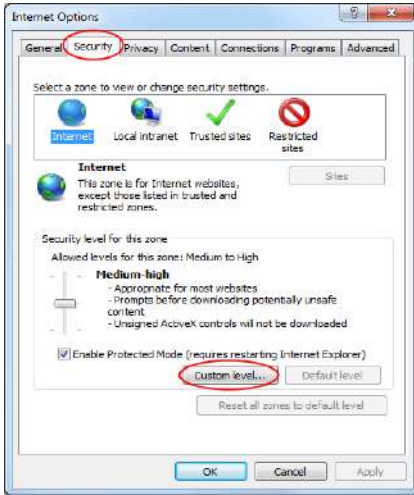 Internet Options
General Security Privacy Content Connections Programs Advanced
Select a zone to view or change security settings.
Internet Local intranet Trusted sites Restricted
sites
Internet
Sites
This zone is for Internet websites,
except those listed in trusted and
restricted zones.
Security level for this zone
Allowed levels for this zone: Medium to High
Medium-high
- Appropriate for most websites
- Prompts before downloading potentially unsafe
content
- Unsigned ActiveX controls will not be downloaded
Enable Protected Mode (requires restarting Internet Explorer)
Custom level... Default level
Reset all zones to default level
OK Cancel Apply